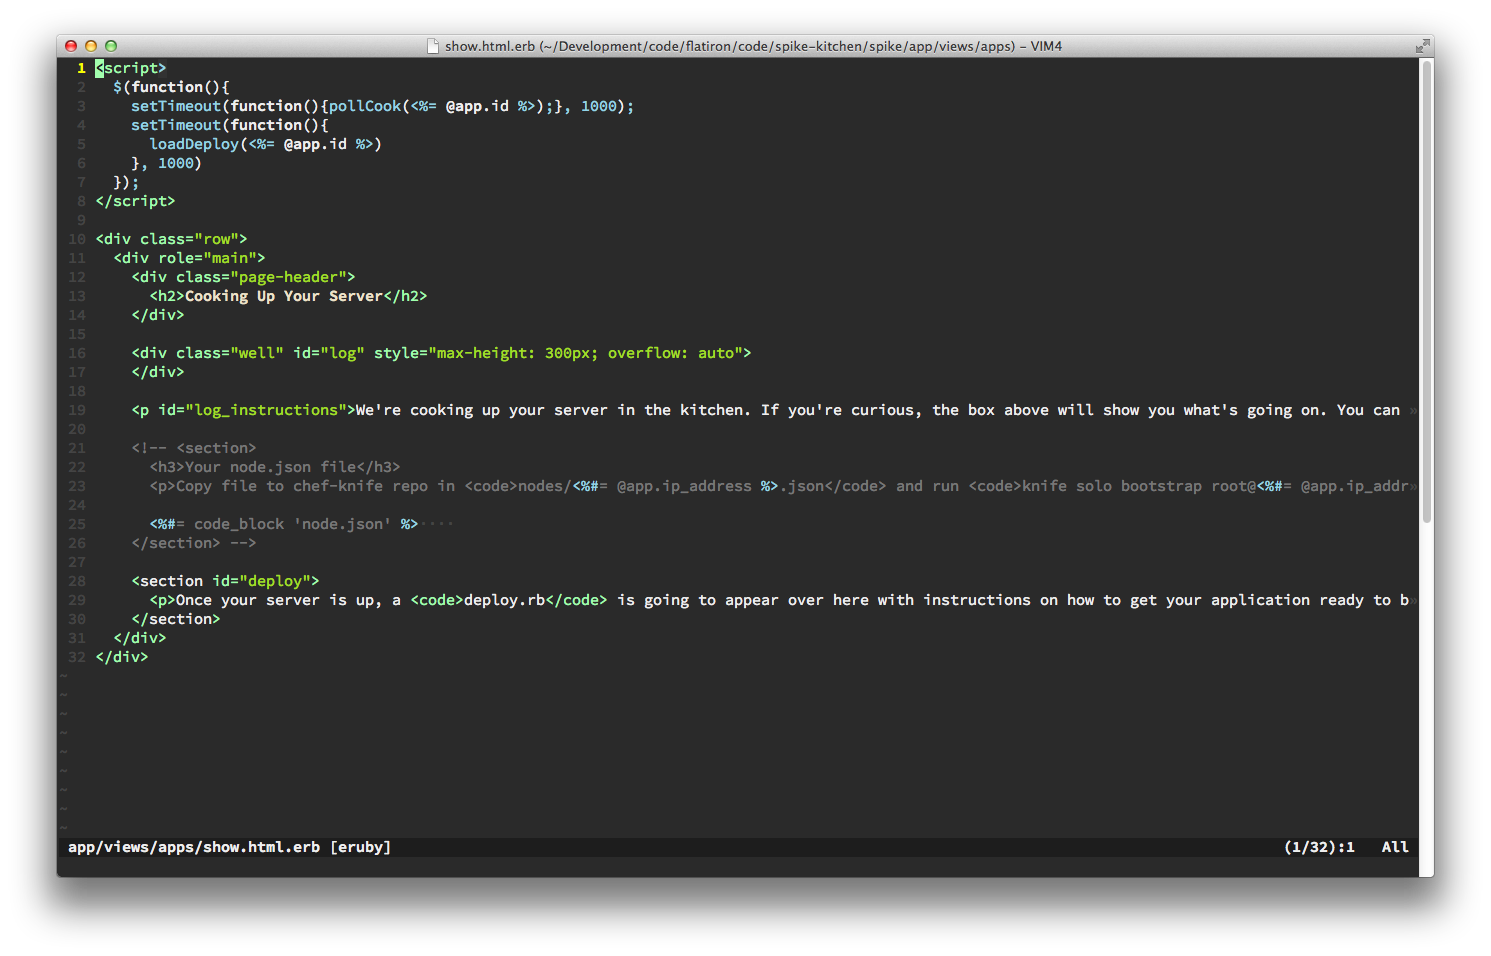 show.html.erb (~/Development/code/flatiron/code/spike-kitchen/spike/app/views/apps) – VIM4
1 <script>
2   $(function(){
3     setTimeout(function(){pollCook(<%= @app.id %>);}, 1000);
4     setTimeout(function(){
5       loadDeploy(<%= @app.id %>)
6     }, 1000)
7   });
8 </script>
9
10 <div class="row">
11   <div role="main">
12     <div class="page-header">
13       <h2>Cooking Up Your Server</h2>
14     </div>
15
16     <div class="well" id="log" style="max-height: 300px; overflow: auto">
17     </div>
18
19     <p id="log_instructions">We're cooking up your server in the kitchen. If you're curious, the box above will show you what's going on. You can »
20
21     <!-- <section>
22       <h3>Your node.json file</h3>
23       <p>Copy file to chef-knife repo in <code>nodes/<%#= @app.ip_address %>.json</code> and run <code>knife solo bootstrap root@<%#= @app.ip_addr»
24
25       <%#= code_block 'node.json' %>····
26     </section> -->
27
28     <section id="deploy">
29       <p>Once your server is up, a <code>deploy.rb</code> is going to appear over here with instructions on how to get your application ready to b»
30     </section>
31   </div>
32 </div>
~
~
~
~
~
~
~
~
~
app/views/apps/show.html.erb [eruby] (1/32):1 All